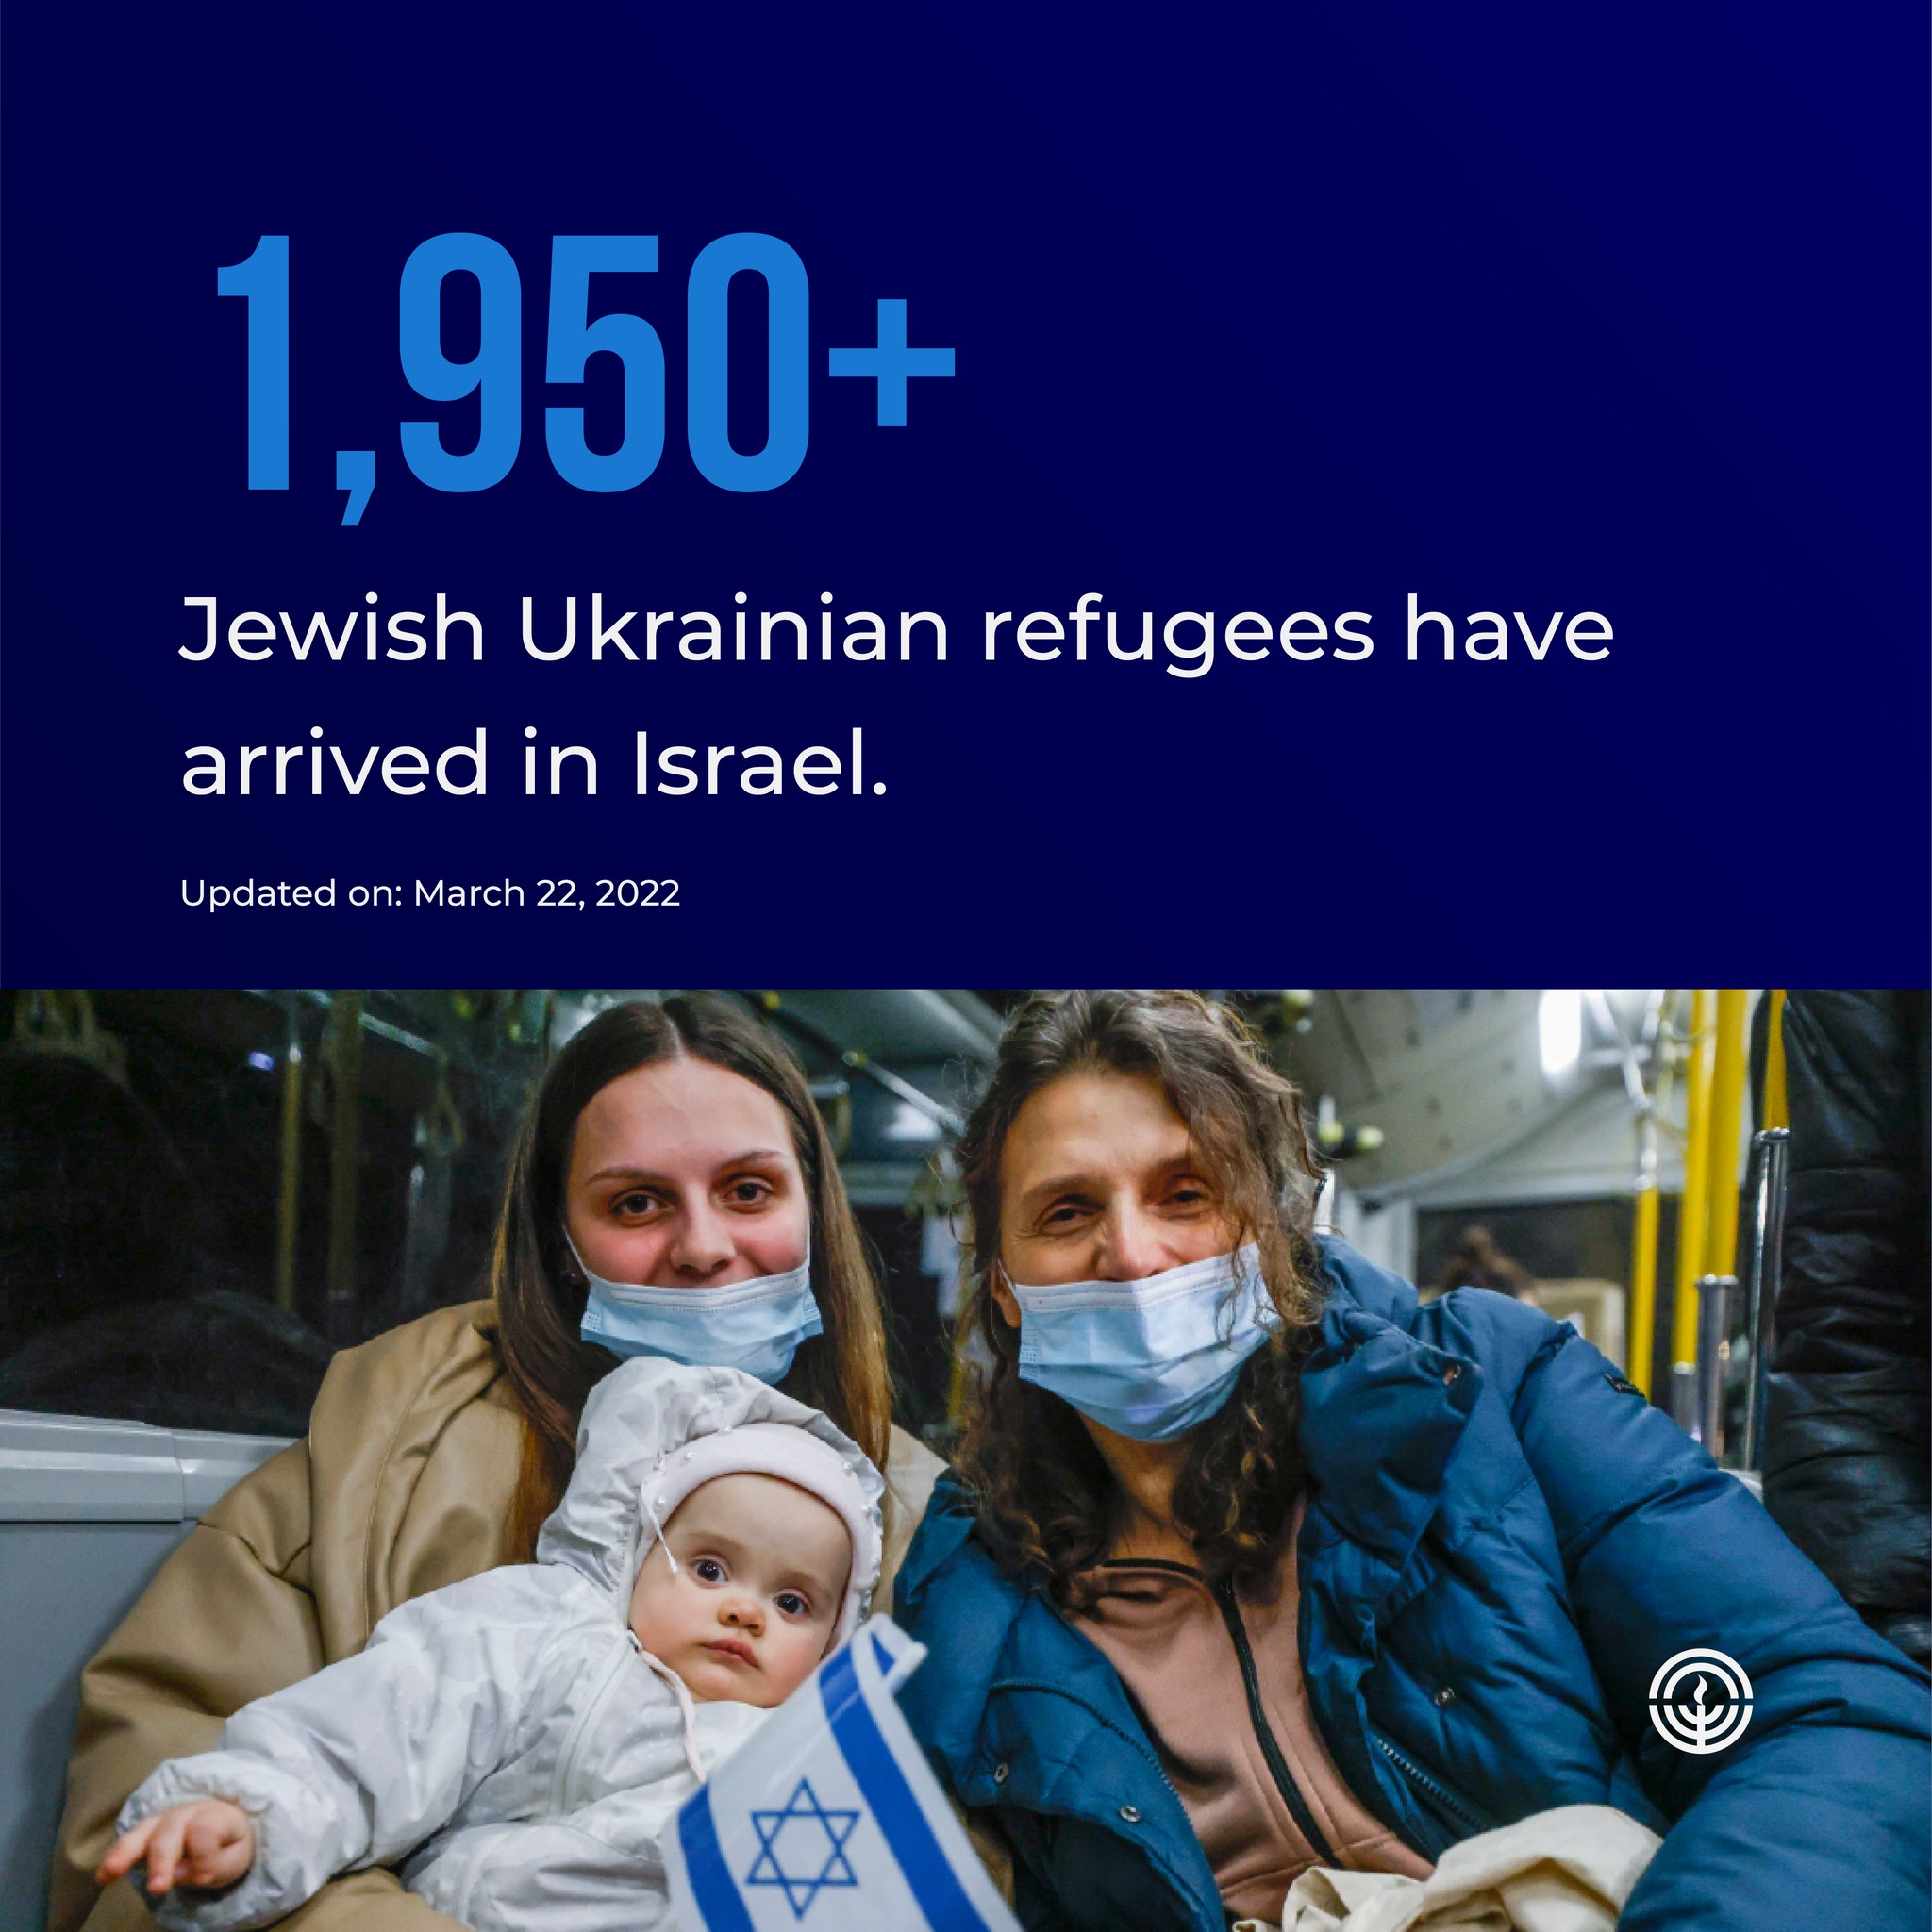 1,950+
Jewish Ukrainian refugees have
arrived in Israel.
Updated on: March 22, 2022